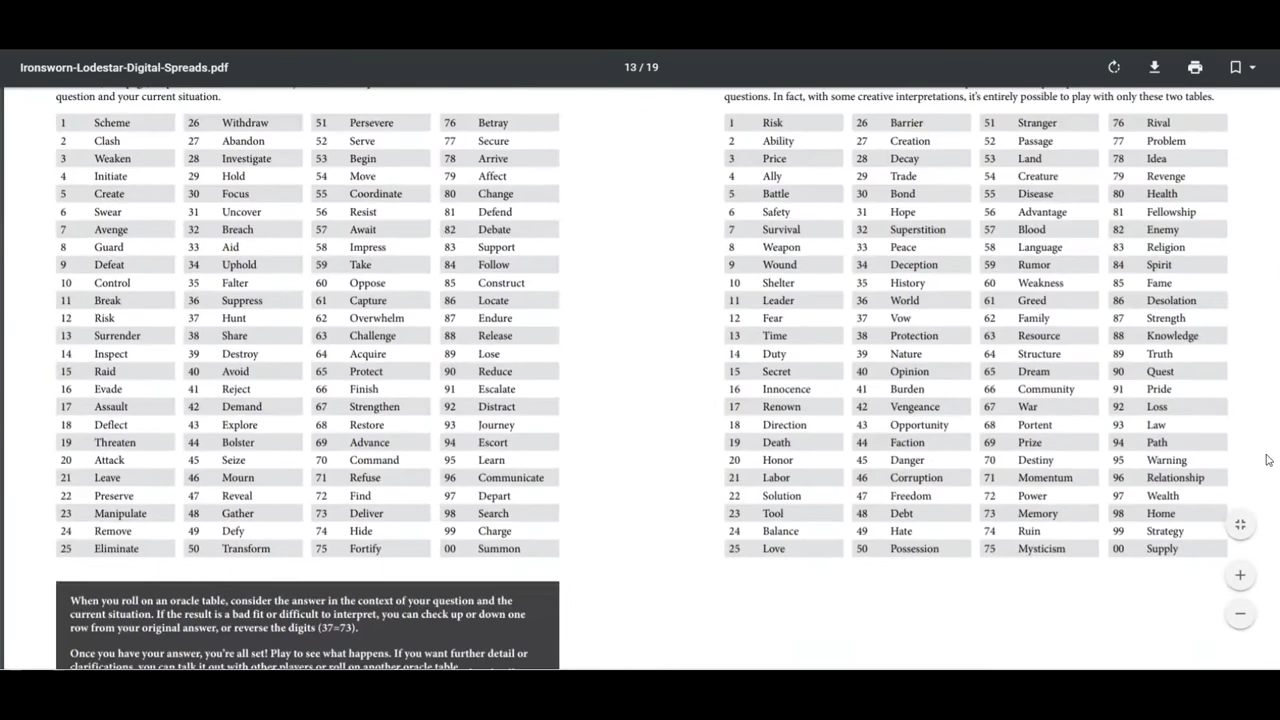 Ironsworn-Lodestar-Digital-Spreads.pdf
13 / 19
question and your current situation.
1 Scheme 26 Withdraw 51 Persevere 76 Betray
2 Clash 27 Abandon 52 Serve 77 Secure
3 Weaken 28 Investigate 53 Begin 78 Arrive
4 Initiate 29 Hold 54 Move 79 Affect
5 Create 30 Focus 55 Coordinate 80 Change
6 Swear 31 Uncover 56 Resist 81 Defend
7 Avenge 32 Breach 57 Await 82 Debate
8 Guard 33 Aid 58 Impress 83 Support
9 Defeat 34 Uphold 59 Take 84 Follow
10 Control 35 Falter 60 Oppose 85 Construct
11 Break 36 Suppress 61 Capture 86 Locate
12 Risk 37 Hunt 62 Overwhelm 87 Endure
13 Surrender 38 Share 63 Challenge 88 Release
14 Inspect 39 Destroy 64 Acquire 89 Lose
15 Raid 40 Avoid 65 Protect 90 Reduce
16 Evade 41 Reject 66 Finish 91 Escalate
17 Assault 42 Demand 67 Strengthen 92 Distract
18 Deflect 43 Explore 68 Restore 93 Journey
19 Threaten 44 Bolster 69 Advance 94 Escort
20 Attack 45 Seize 70 Command 95 Learn
21 Leave 46 Mourn 71 Refuse 96 Communicate
22 Preserve 47 Reveal 72 Find 97 Depart
23 Manipulate 48 Gather 73 Deliver 98 Search
24 Remove 49 Defy 74 Hide 99 Charge
25 Eliminate 50 Transform 75 Fortify 00 Summon
When you roll on an oracle table, consider the answer in the context of your question and the
current situation. If the result is a bad fit or difficult to interpret, you can check up or down one
row from your original answer, or reverse the digits (37=73).
Once you have your answer, you're all set! Play to see what happens. If you want further detail or
clarifications, you can talk it out with other players or roll on another oracle table.
questions. In fact, with some creative interpretations, it's entirely possible to play with only these two tables.
1 Risk 26 Barrier 51 Stranger 76 Rival
2 Ability 27 Creation 52 Passage 77 Problem
3 Price 28 Decay 53 Land 78 Idea
4 Ally 29 Trade 54 Creature 79 Revenge
5 Battle 30 Bond 55 Disease 80 Health
6 Safety 31 Hope 56 Advantage 81 Fellowship
7 Survival 32 Superstition 57 Blood 82 Enemy
8 Weapon 33 Peace 58 Language 83 Religion
9 Wound 34 Deception 59 Rumor 84 Spirit
10 Shelter 35 History 60 Weakness 85 Fame
11 Leader 36 World 61 Greed 86 Desolation
12 Fear 37 Vow 62 Family 87 Strength
13 Time 38 Protection 63 Resource 88 Knowledge
14 Duty 39 Nature 64 Structure 89 Truth
15 Secret 40 Opinion 65 Dream 90 Quest
16 Innocence 41 Burden 66 Community 91 Pride
17 Renown 42 Vengeance 67 War 92 Loss
18 Direction 43 Opportunity 68 Portent 93 Law
19 Death 44 Faction 69 Prize 94 Path
20 Honor 45 Danger 70 Destiny 95 Warning
21 Labor 46 Corruption 71 Momentum 96 Relationship
22 Solution 47 Freedom 72 Power 97 Wealth
23 Tool 48 Debt 73 Memory 98 Home
24 Balance 49 Hate 74 Ruin 99 Strategy
25 Love 50 Possession 75 Mysticism 00 Supply